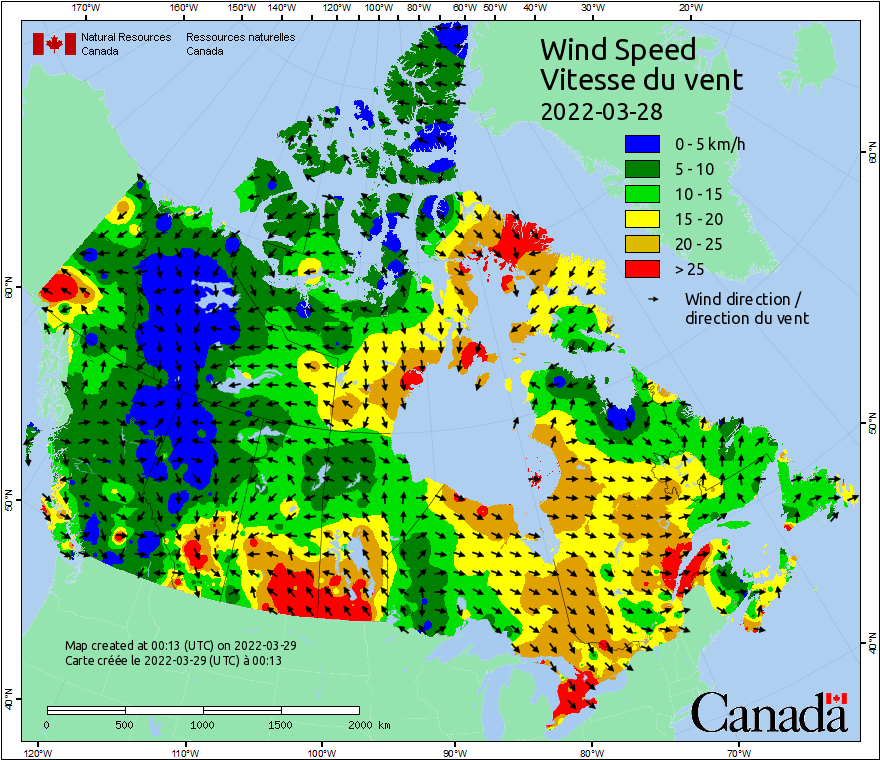 170°W 160°W 150°W 140°W 130°W 120°W 110°W 100°W 90°W 80°W 60°W 50°W 40°W 30°W 20°W
Natural Resources Canada
Ressources naturelles Canada
Wind Speed
Vitesse du vent
2022-03-28
0 - 5 km/h
5 - 10
10 - 15
15 - 20
20 - 25
> 25
Wind direction /
direction du vent
60°N
60°N
50°N
50°N
40°N
40°N
Map created at 00:13 (UTC) on 2022-03-29
Carte créée le 2022-03-29 (UTC) à 00:13
0 500 1000 1500 2000 km
Canada
120°W 110°W 100°W 90°W 80°W 70°W